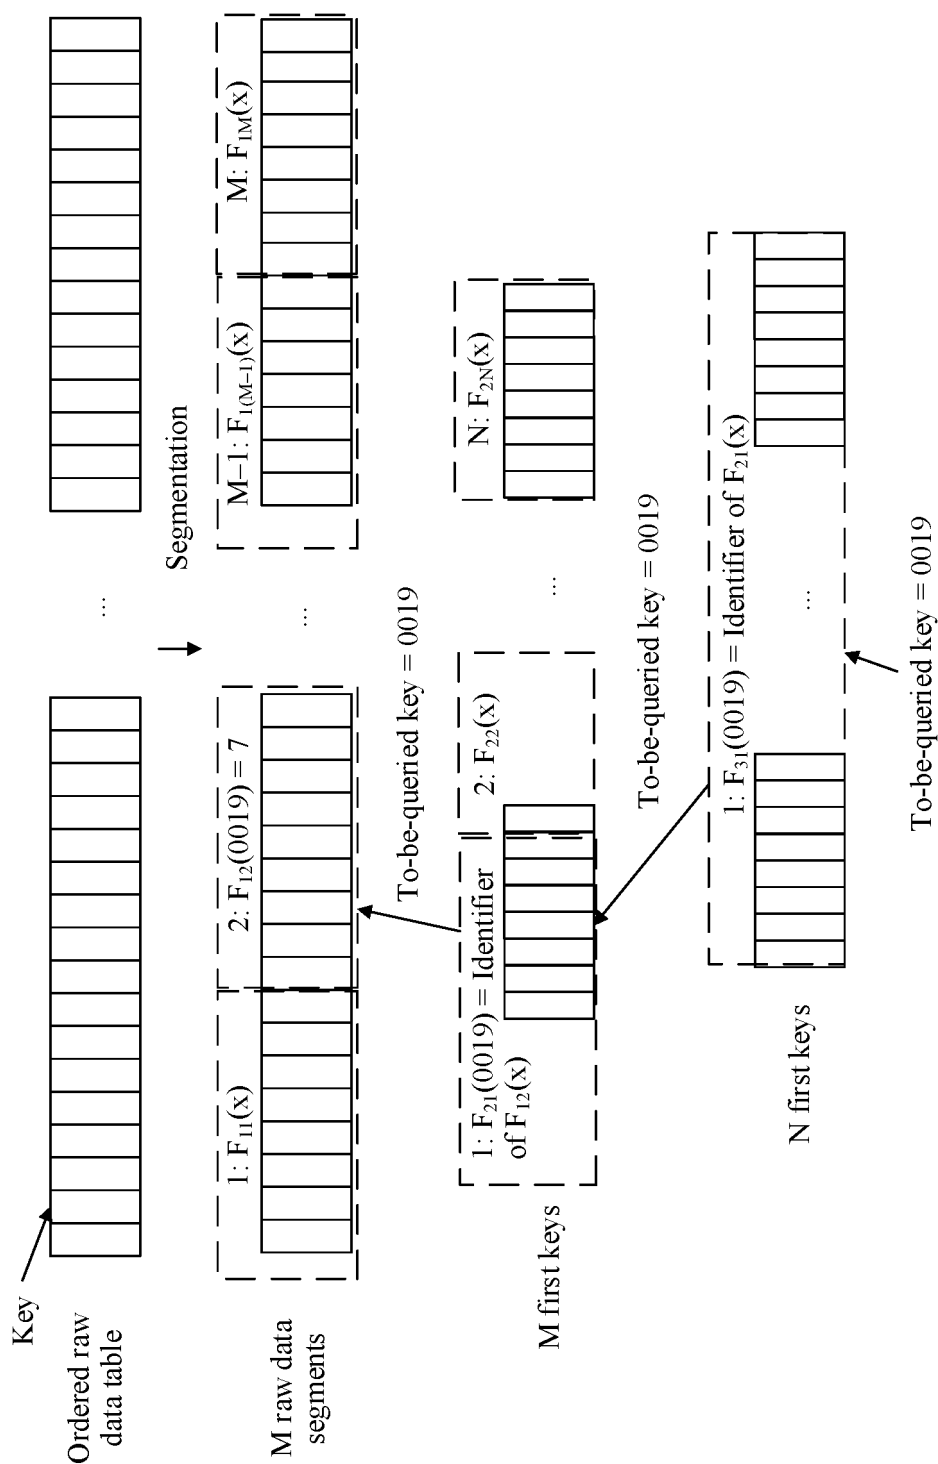 Key
Ordered raw
data table
...
Segmentation
M raw data
segments
1: F11(x)
2: F12(0019) = 7
...
M−1: F1(M−1)(x)
M: F1M(x)
To-be-queried key = 0019
M first keys
1: F21(0019) = Identifier
of F12(x)
2: F22(x)
...
N: F2N(x)
To-be-queried key = 0019
N first keys
1: F31(0019) = Identifier of F21(x)
...
To-be-queried key = 0019